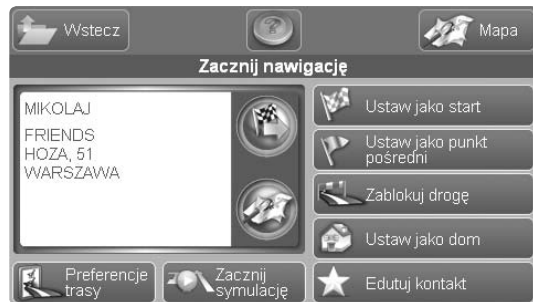 Wstecz
Mapa
Zacznij nawigację
MIKOLAJ
FRIENDS
HOZA, 51
WARSZAWA
Ustaw jako start
Ustaw jako punkt
pośredni
Zablokuj drogę
Ustaw jako dom
Preferencje
trasy
Zacznij
symulację
Edutuj kontakt